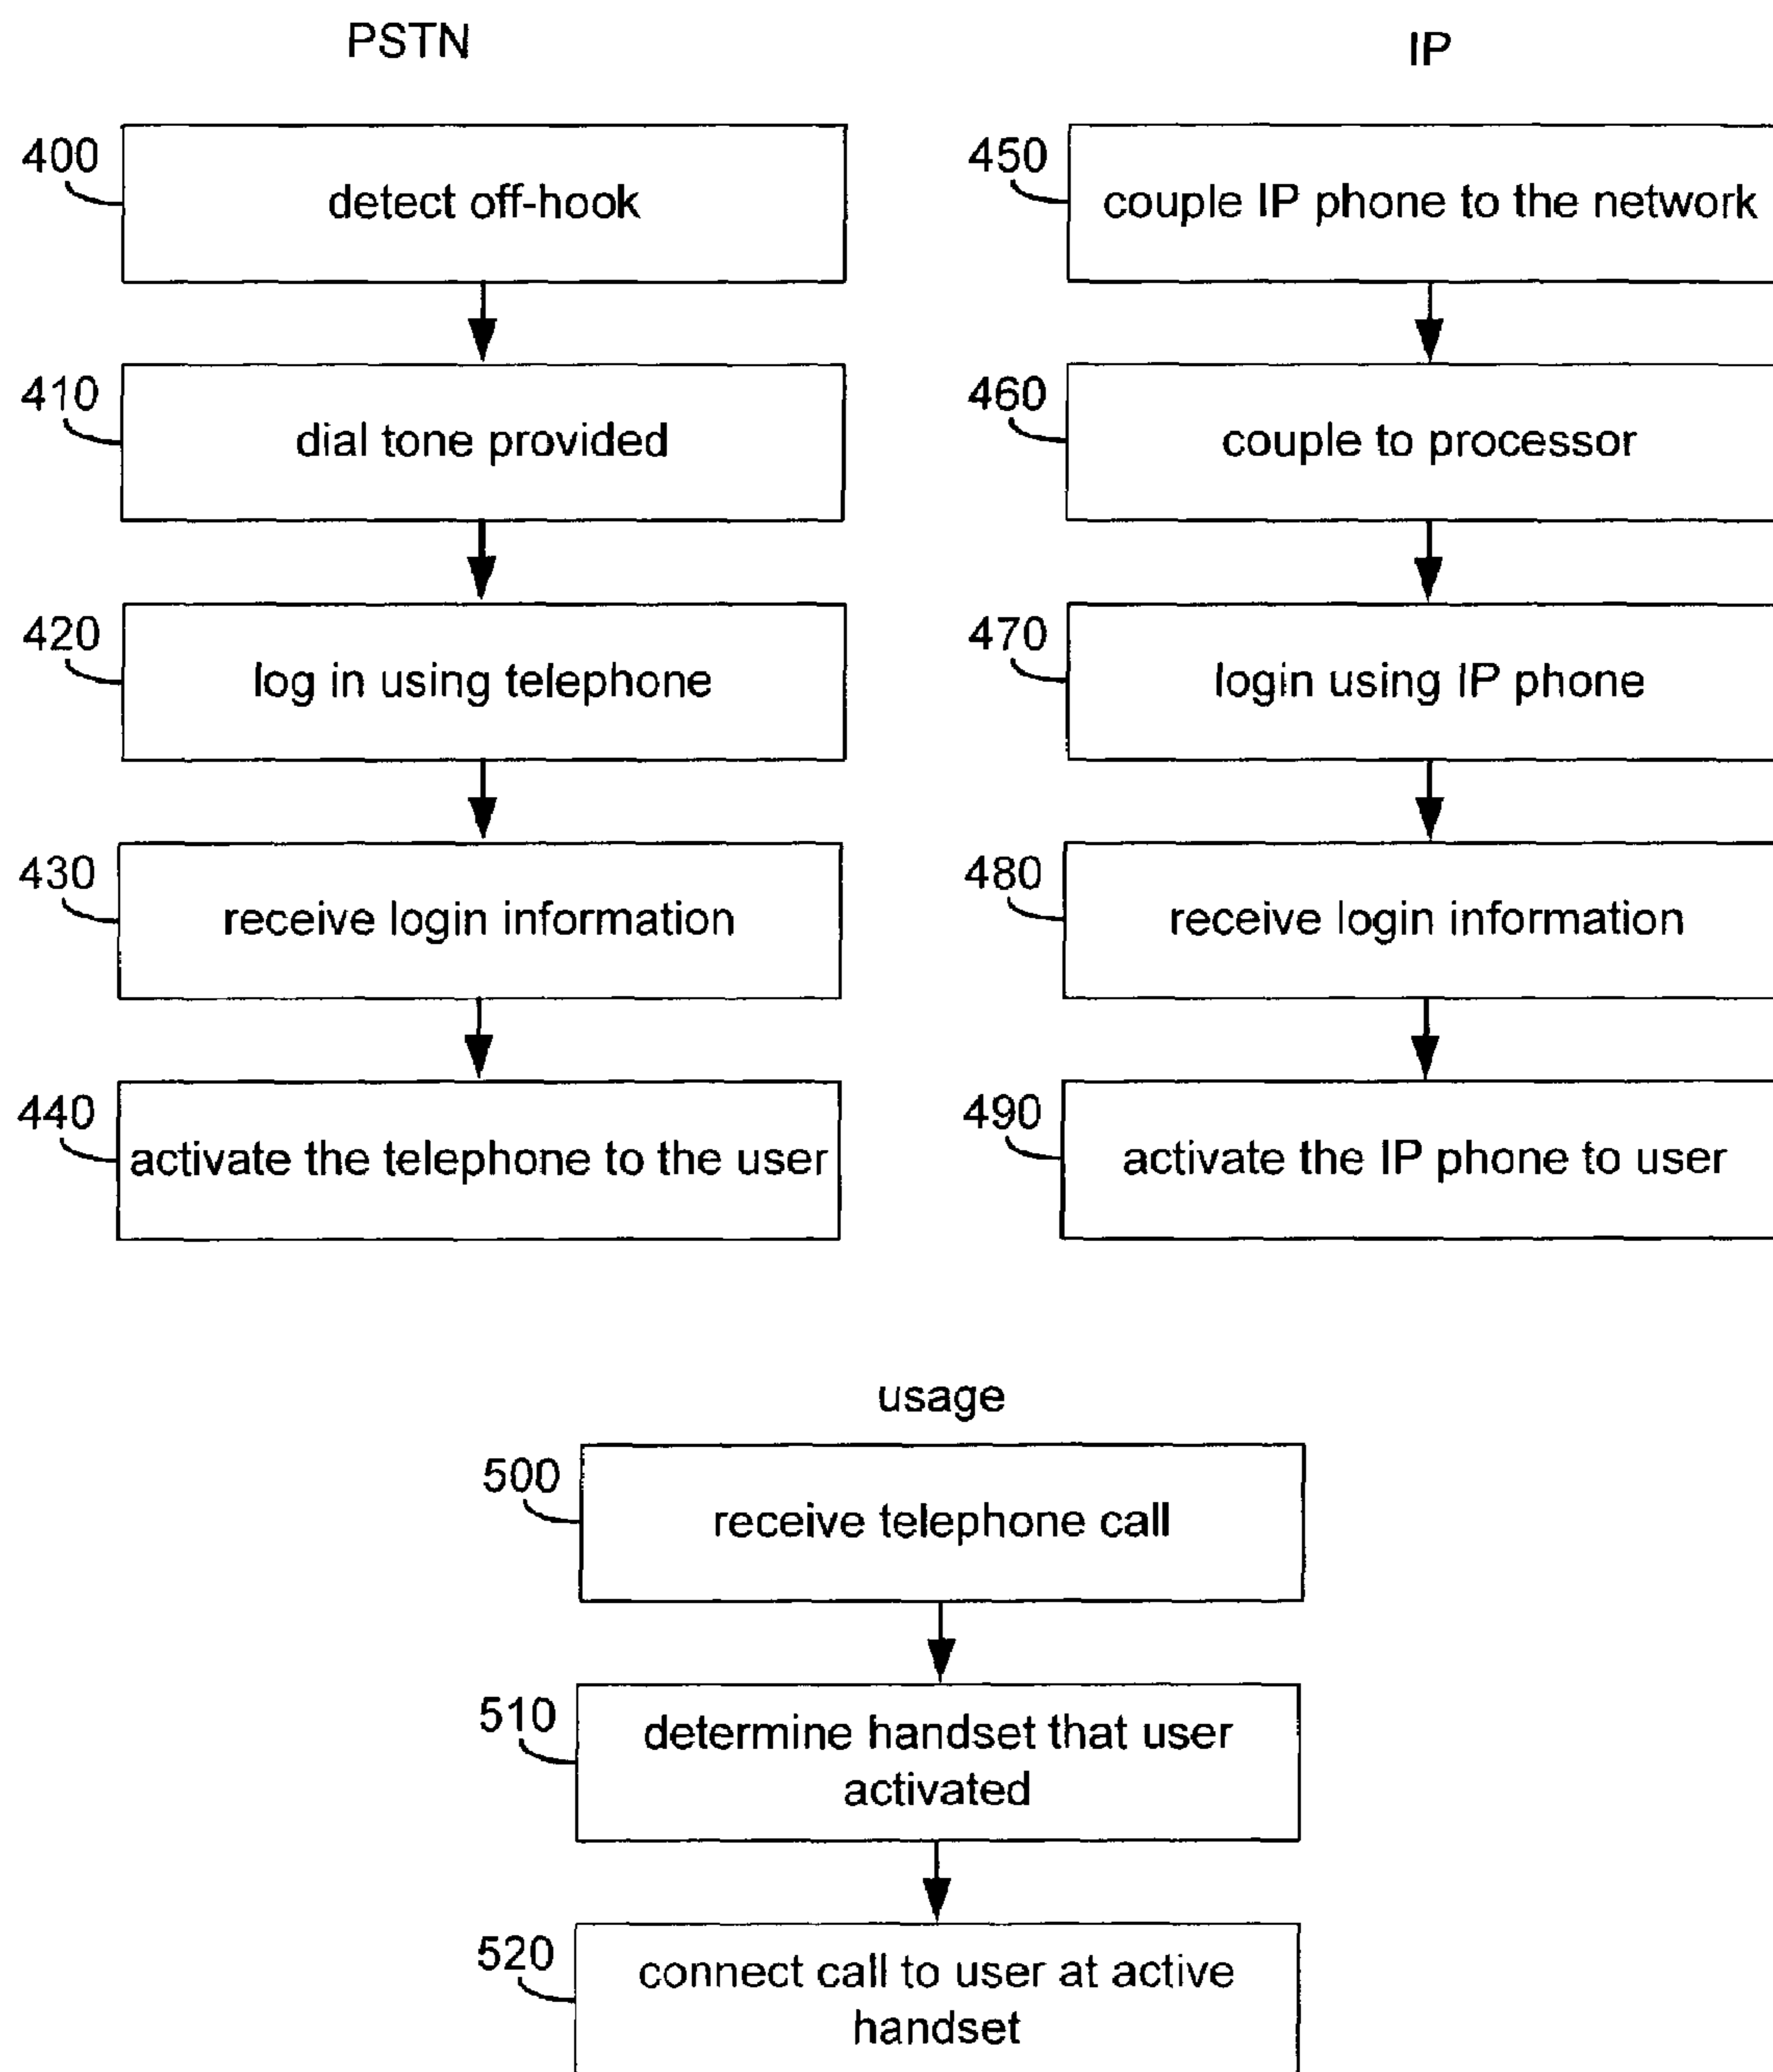 PSTN
400
detect off-hook
410
dial tone provided
420
log in using telephone
430
receive login information
440
activate the telephone to the user
IP
450
couple IP phone to the network
460
couple to processor
470
login using IP phone
480
receive login information
490
activate the IP phone to user
usage
500
receive telephone call
510
determine handset that user
activated
520
connect call to user at active
handset